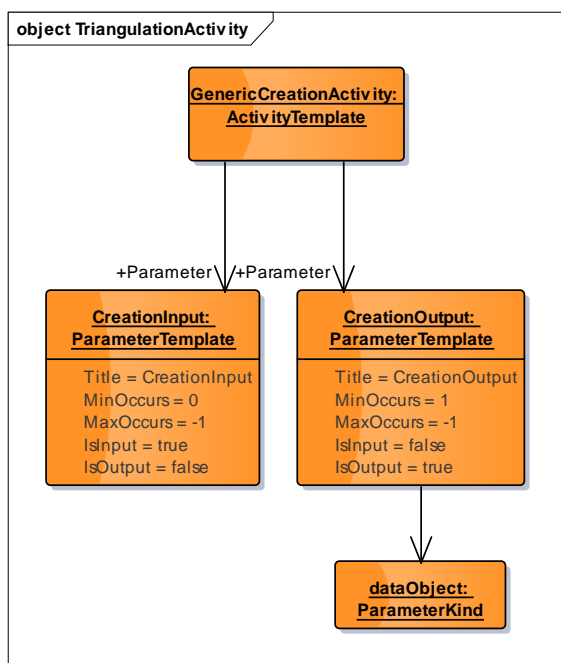 object TriangulationActivity
GenericCreationActivity:
ActivityTemplate
+Parameter
+Parameter
CreationInput:
ParameterTemplate
Title = CreationInput
MinOccurs = 0
MaxOccurs = -1
IsInput = true
IsOutput = false
CreationOutput:
ParameterTemplate
Title = CreationOutput
MinOccurs = 1
MaxOccurs = -1
IsInput = false
IsOutput = true
dataObject:
ParameterKind